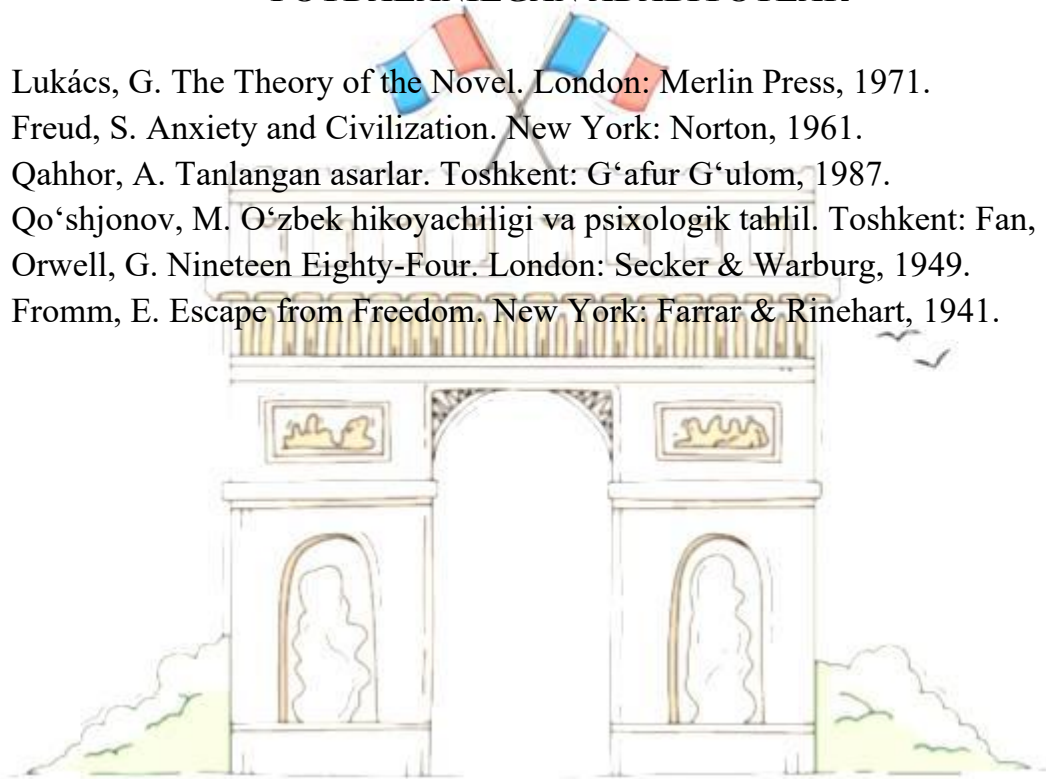 Lukács, G. The Theory of the Novel. London: Merlin Press, 1971.
Freud, S. Anxiety and Civilization. New York: Norton, 1961.
Qahhor, A. Tanlangan asarlar. Toshkent: G‘afur G‘ulom, 1987.
Qo‘shjonov, M. O‘zbek hikoyachiligi va psixologik tahlil. Toshkent: Fan,
Orwell, G. Nineteen Eighty-Four. London: Secker & Warburg, 1949.
Fromm, E. Escape from Freedom. New York: Farrar & Rinehart, 1941.